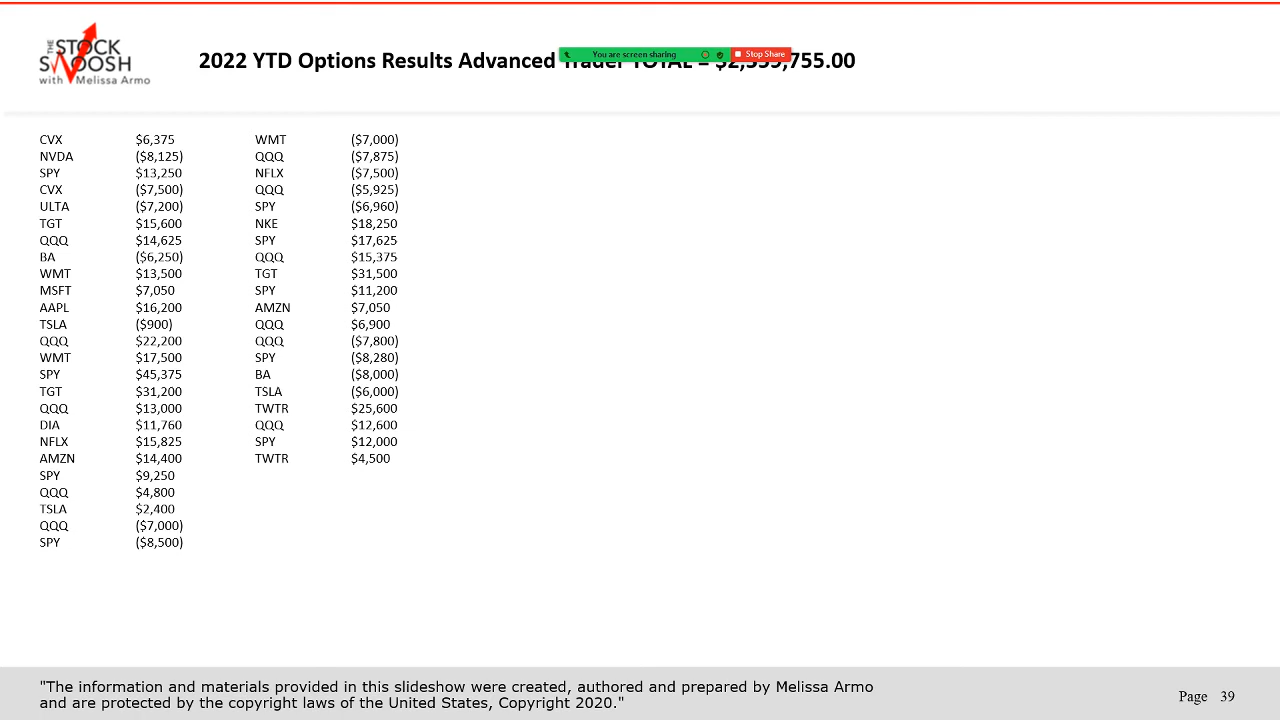 THE STOCK
SWOOSH
with Melissa Armo
2022 YTD Options Results Advanced Trader TOTAL = $2,
755.00
You are screen sharing
Stop Share
CVX $6,375 WMT ($7,000)
NVDA ($8,125) QQQ ($7,875)
SPY $13,250 NFLX ($7,500)
CVX ($7,500) QQQ ($5,925)
ULTA ($7,200) SPY ($6,960)
TGT $15,600 NKE $18,250
QQQ $14,625 SPY $17,625
BA ($6,250) QQQ $15,375
WMT $13,500 TGT $31,500
MSFT $7,050 SPY $11,200
AAPL $16,200 AMZN $7,050
TSLA ($900) QQQ $6,900
QQQ $22,200 QQQ ($7,800)
WMT $17,500 SPY ($8,280)
SPY $45,375 BA ($8,000)
TGT $31,200 TSLA ($6,000)
QQQ $13,000 TWTR $25,600
DIA $11,760 QQQ $12,600
NFLX $15,825 SPY $12,000
AMZN $14,400 TWTR $4,500
SPY $9,250
QQQ $4,800
TSLA $2,400
QQQ ($7,000)
SPY ($8,500)
"The information and materials provided in this slideshow were created, authored and prepared by Melissa Armo
and are protected by the copyright laws of the United States, Copyright 2020."
Page 39